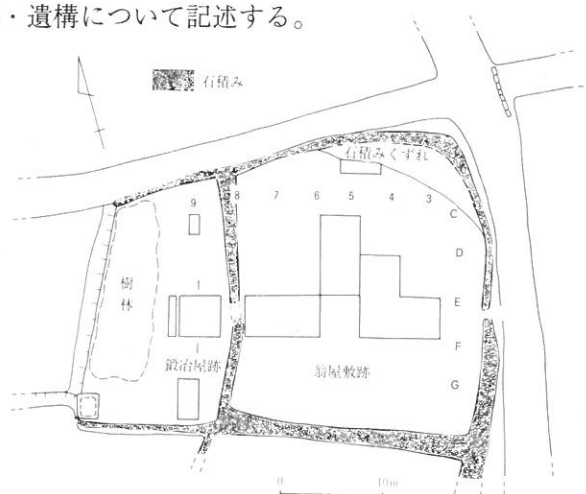 ・遺構について記述する。
石積み
石積みくずれ
9 8 7 6 5 4 3
C
D
樹林
E
F
鍛冶屋跡
翁屋敷跡
G
0 10m